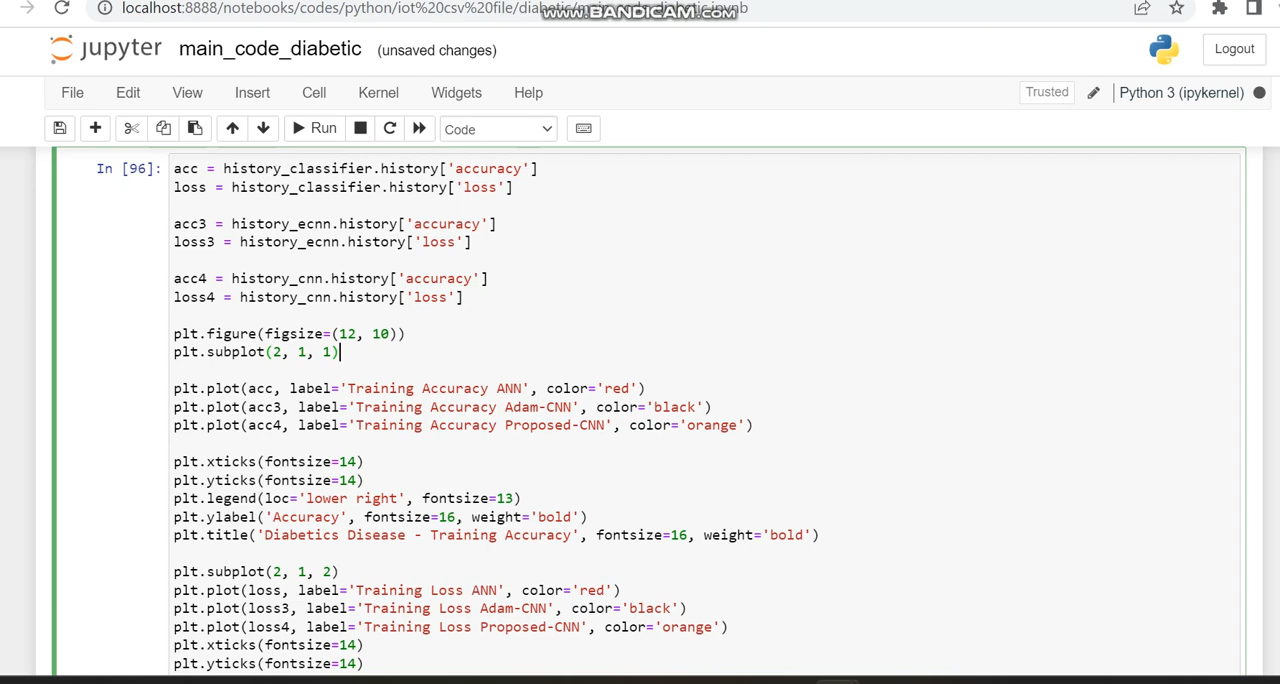 localhost:8888/notebooks/codes/python/iot%20csv%20file/diabetic/main_code_diabetic.ipynb
www.BANDICAM.com
jupyter main_code_diabetic (unsaved changes)
Logout
File Edit View Insert Cell Kernel Widgets Help
Trusted Python 3 (ipykernel)
Run Code
In [96]:
acc = history_classifier.history['accuracy']
loss = history_classifier.history['loss']
acc3 = history_ecnn.history['accuracy']
loss3 = history_ecnn.history['loss']
acc4 = history_cnn.history['accuracy']
loss4 = history_cnn.history['loss']
plt.figure(figsize=(12, 10))
plt.subplot(2, 1, 1)
plt.plot(acc, label='Training Accuracy ANN', color='red')
plt.plot(acc3, label='Training Accuracy Adam-CNN', color='black')
plt.plot(acc4, label='Training Accuracy Proposed-CNN', color='orange')
plt.xticks(fontsize=14)
plt.yticks(fontsize=14)
plt.legend(loc='lower right', fontsize=13)
plt.ylabel('Accuracy', fontsize=16, weight='bold')
plt.title('Diabetics Disease - Training Accuracy', fontsize=16, weight='bold')
plt.subplot(2, 1, 2)
plt.plot(loss, label='Training Loss ANN', color='red')
plt.plot(loss3, label='Training Loss Adam-CNN', color='black')
plt.plot(loss4, label='Training Loss Proposed-CNN', color='orange')
plt.xticks(fontsize=14)
plt.yticks(fontsize=14)